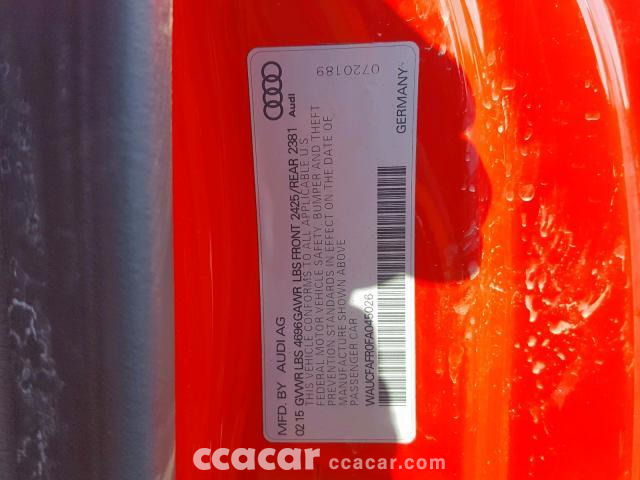 MFD. BY AUDI AG
Audi
0215 GVWR LBS 4696 GAWR LBS FRONT 2425/REAR 2381
THIS VEHICLE CONFORMS TO ALL APPLICABLE U.S.
FEDERAL MOTOR VEHICLE SAFETY, BUMPER AND THEFT
PREVENTION STANDARDS IN EFFECT ON THE DATE OF
MANUFACTURE SHOWN ABOVE
PASSENGER CAR
0720189
WAUCFAFR0FA045026
GERMANY
ccacar ccacar.com